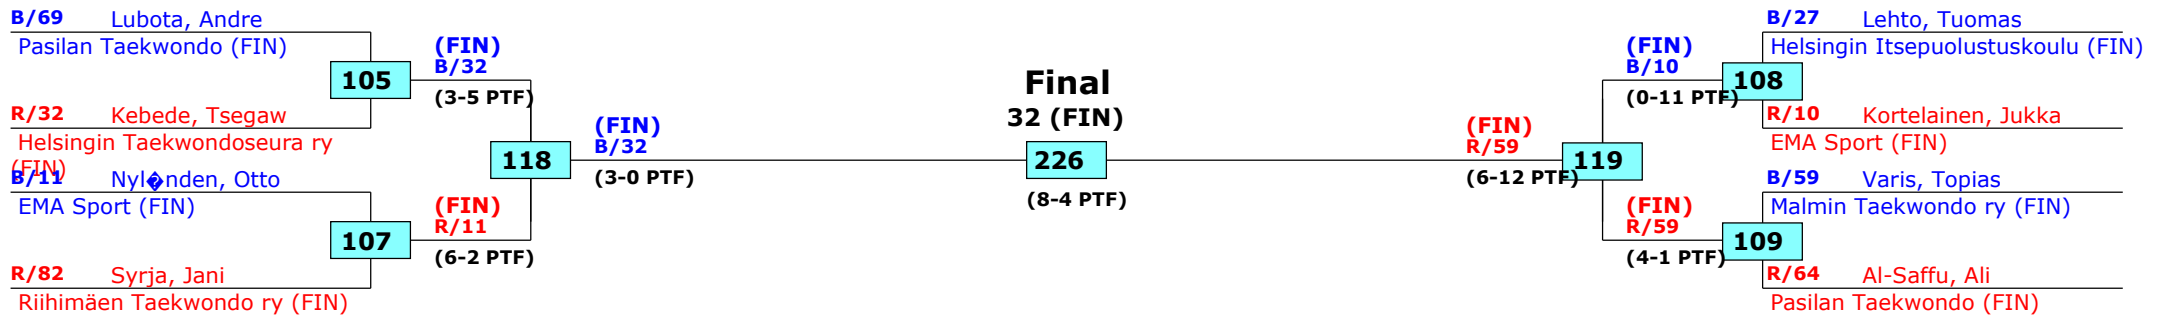 B/69 Lubota, Andre
Pasilan Taekwondo (FIN)
R/32 Kebede, Tsegaw
Helsingin Taekwondoseura ry
(FIN)
B/11 Nyl�nden, Otto
EMA Sport (FIN)
R/82 Syrja, Jani
Riihimäen Taekwondo ry (FIN)
105
107
(FIN)
B/32
(3-5 PTF)
(FIN)
R/11
(6-2 PTF)
118
(FIN)
B/32
(3-0 PTF)
Final
32 (FIN)
226
(8-4 PTF)
(FIN)
R/59
(6-12 PTF)
119
(FIN)
B/10
(0-11 PTF)
(FIN)
R/59
(4-1 PTF)
108
109
B/27 Lehto, Tuomas
Helsingin Itsepuolustuskoulu (FIN)
R/10 Kortelainen, Jukka
EMA Sport (FIN)
B/59 Varis, Topias
Malmin Taekwondo ry (FIN)
R/64 Al-Saffu, Ali
Pasilan Taekwondo (FIN)